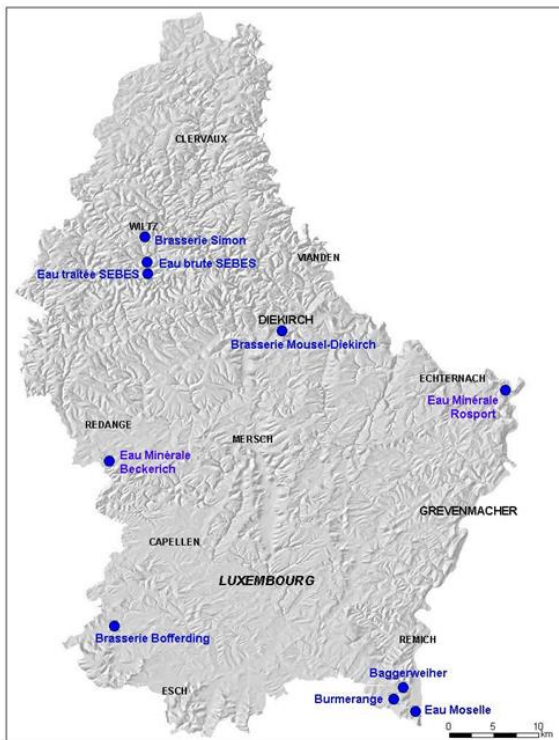 CLERVAUX
WILTZ
Brasserie Simon
Eau brute SEBES
VIANDEN
Eau traitée SEBES
DIEKIRCH
Brasserie Mousel-Diekirch
ECHTERNACH
Eau Minérale
Rosport
REDANGE
MERSCH
Eau Minérale
Beckerich
GREVENMACHER
CAPELLEN
LUXEMBOURG
Brasserie Bofferding
REMICH
Baggerweiher
ESCH
Burmerange
Eau Moselle
0 5 10
km